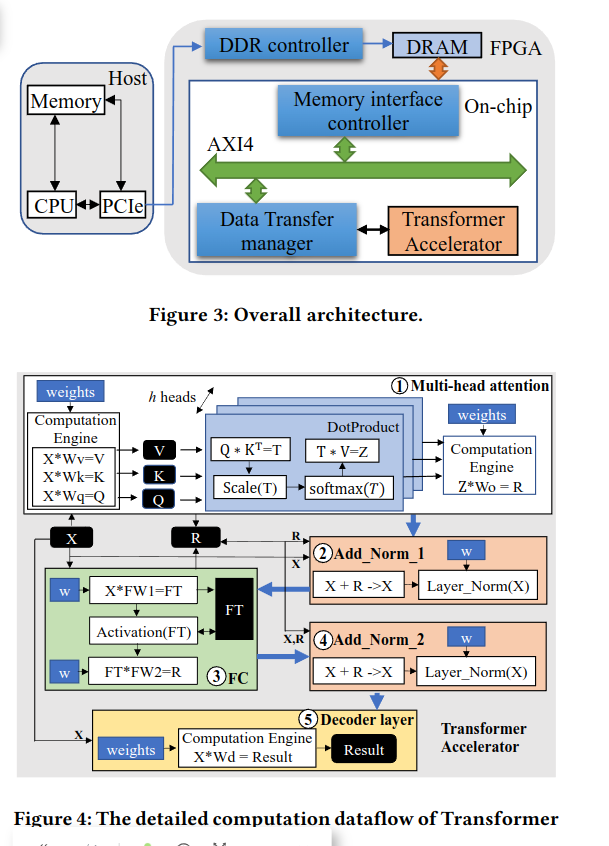 DDR controller
DRAM
FPGA
Host
Memory
CPU
PCIe
Memory interface
controller
On-chip
AXI4
Data Transfer
manager
Transformer
Accelerator
Figure 3: Overall architecture.
weights
h heads
① Multi-head attention
Computation
Engine
X*Wv=V
X*Wk=K
X*Wq=Q
V
K
Q
DotProduct
Q * Kᵀ=T
T * V=Z
Scale(T)
softmax(T)
weights
Computation
Engine
Z*Wo = R
X
R
R
X
② Add_Norm_1
w
X + R ->X
Layer_Norm(X)
w
X*FW1=FT
FT
Activation(FT)
w
FT*FW2=R
③ FC
X,R
④ Add_Norm_2
w
X + R ->X
Layer_Norm(X)
⑤ Decoder layer
X
weights
Computation Engine
X*Wd = Result
Result
Transformer
Accelerator
Figure 4: The detailed computation dataflow of Transformer